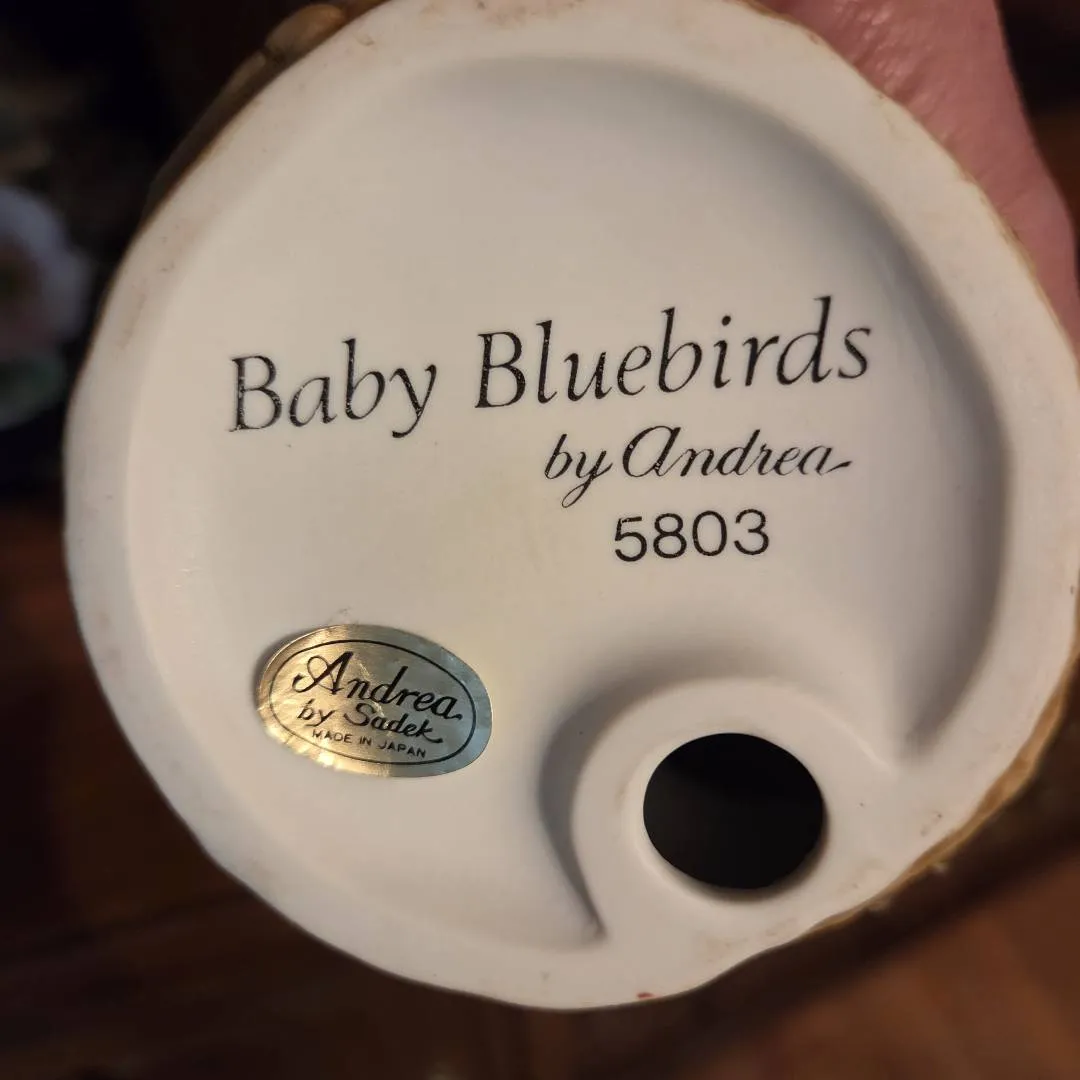 Baby Bluebirds
by Andrea
5803
Andrea
by Sadek
MADE IN JAPAN